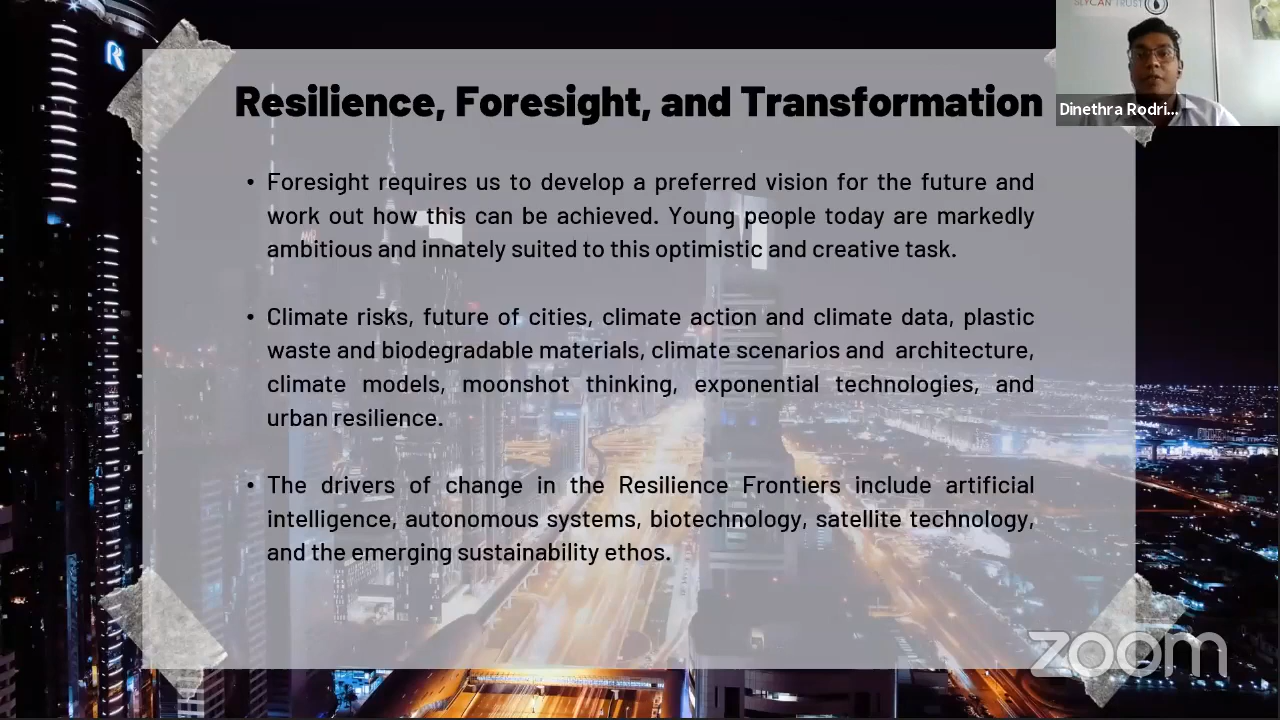 SLYCAN TRUST
Dinethra Rodri...
Resilience, Foresight, and Transformation
• Foresight requires us to develop a preferred vision for the future and
work out how this can be achieved. Young people today are markedly
ambitious and innately suited to this optimistic and creative task.
• Climate risks, future of cities, climate action and climate data, plastic
waste and biodegradable materials, climate scenarios and architecture,
climate models, moonshot thinking, exponential technologies, and
urban resilience.
• The drivers of change in the Resilience Frontiers include artificial
intelligence, autonomous systems, biotechnology, satellite technology,
and the emerging sustainability ethos.
zoom
R